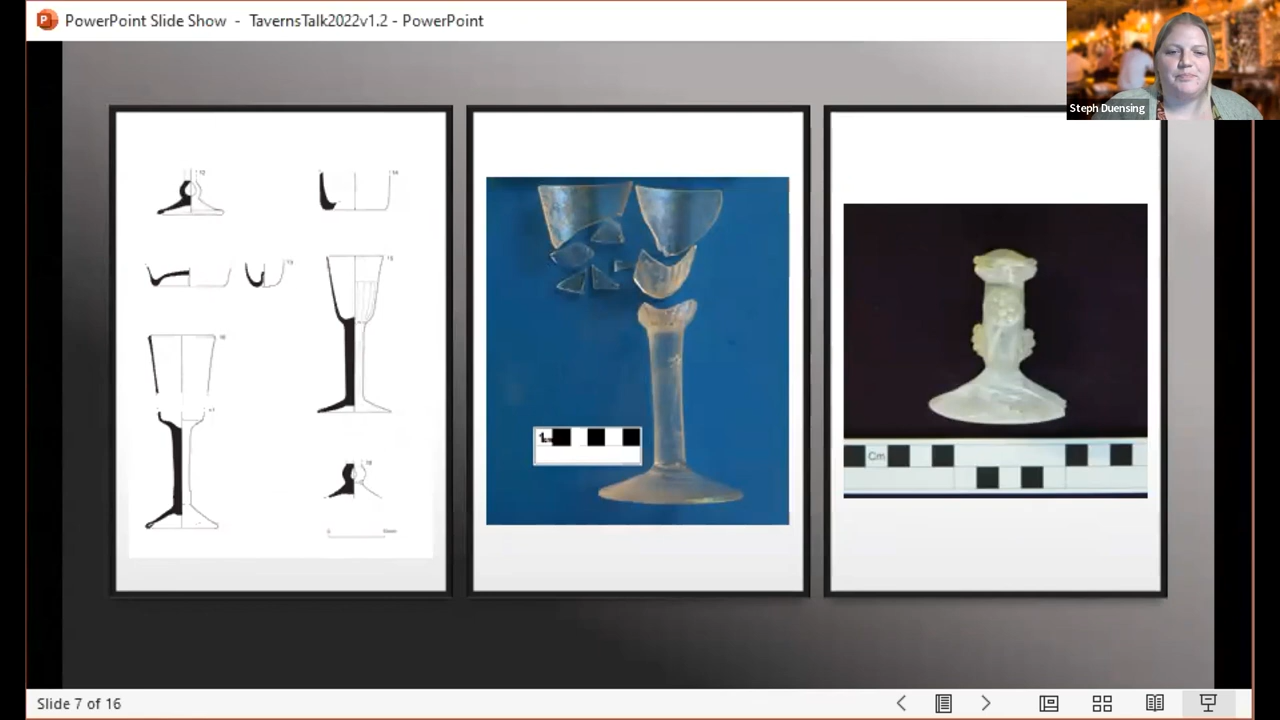 PowerPoint Slide Show - TavernsTalk2022v1.2 - PowerPoint
Steph Duensing
Cm
Slide 7 of 16